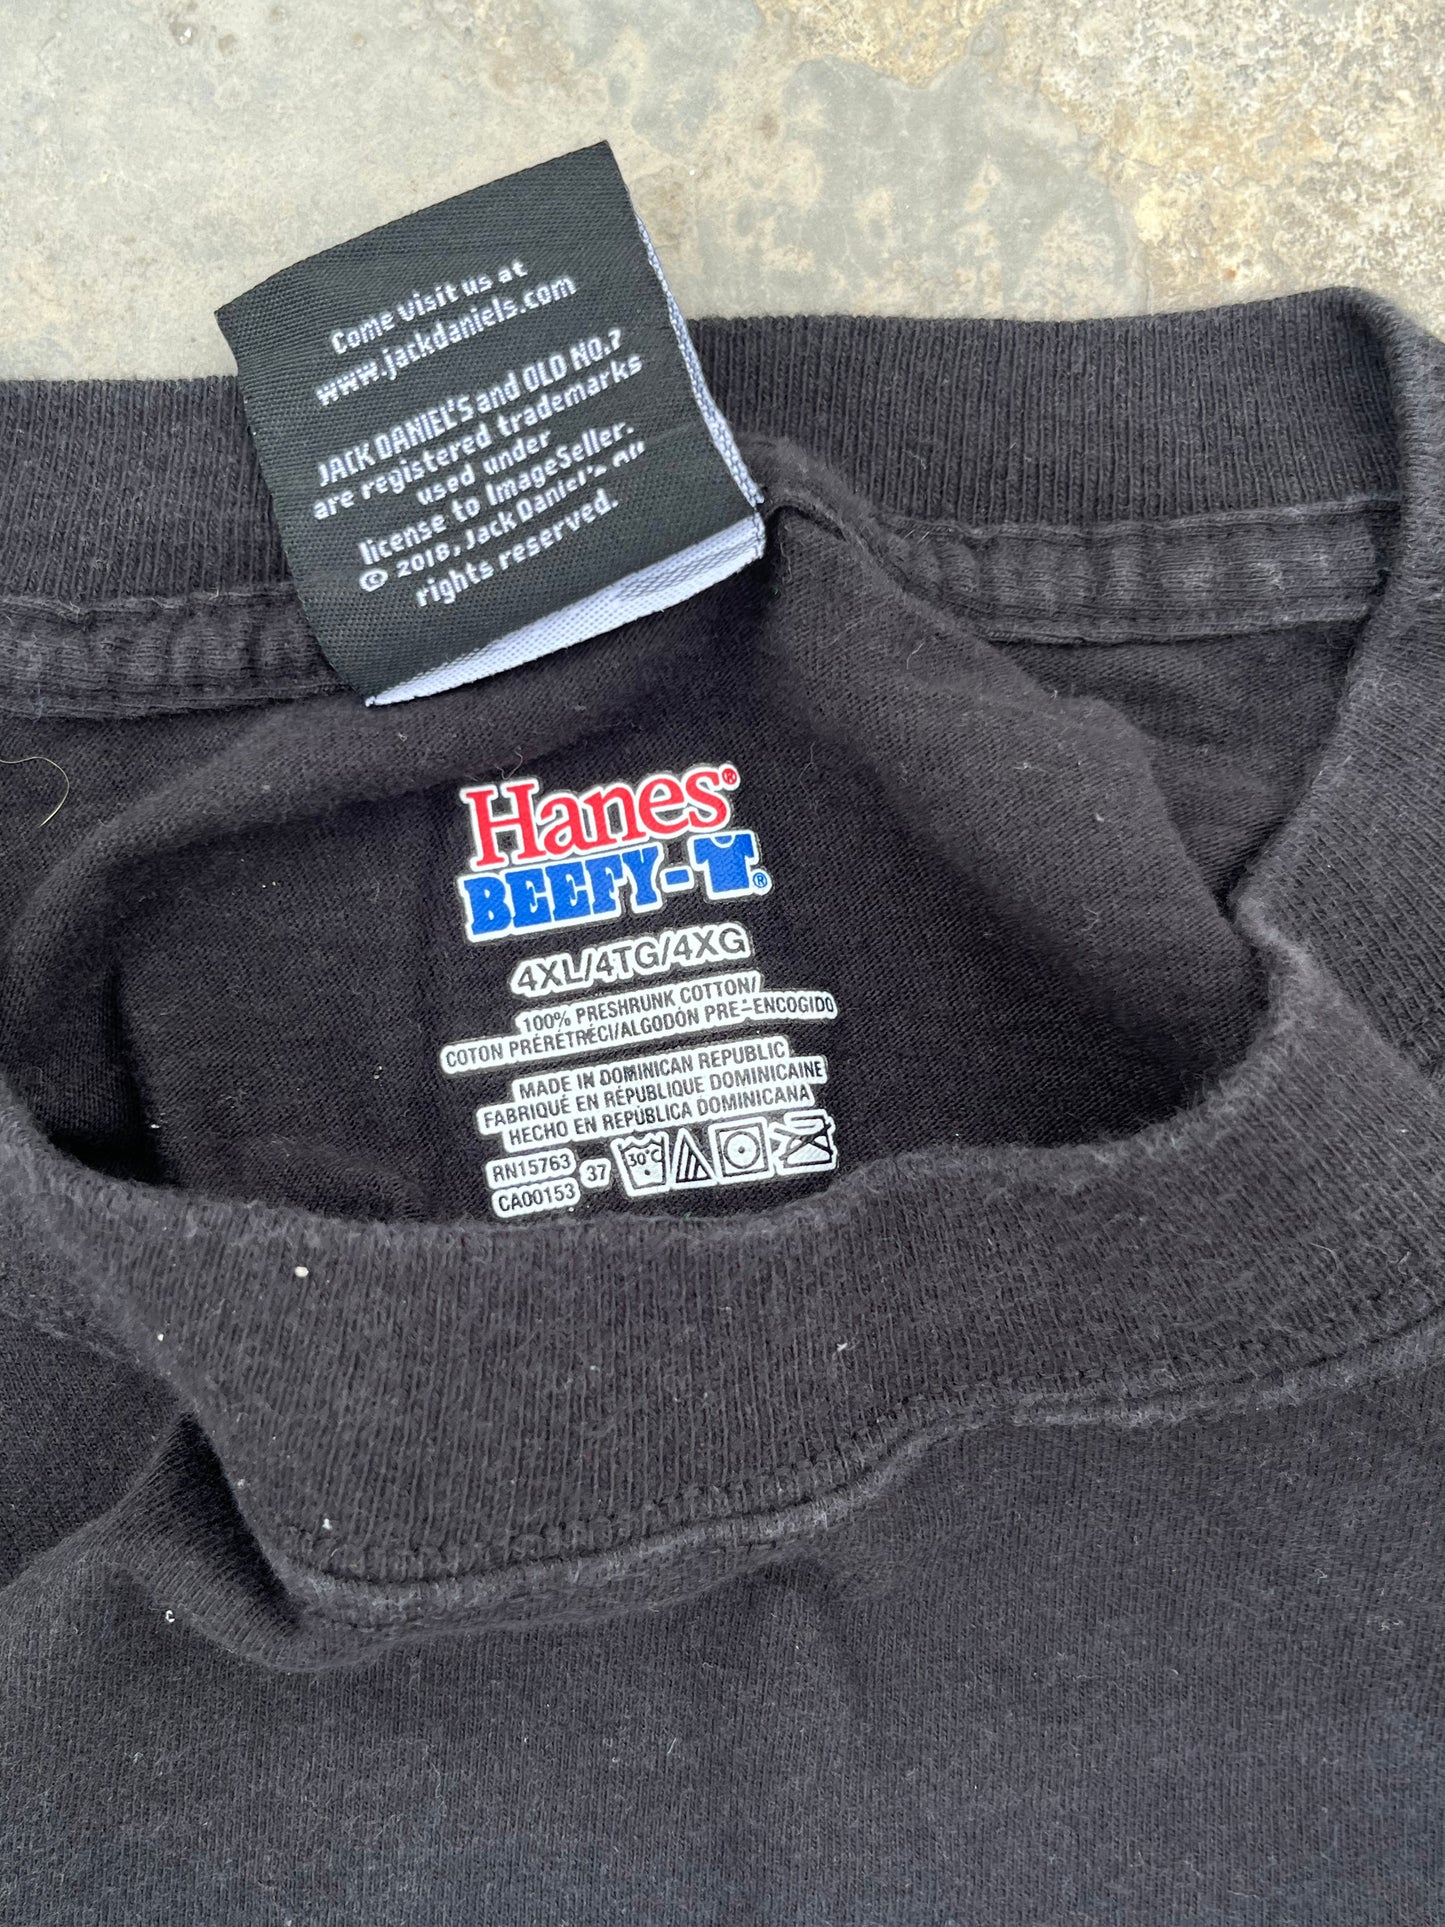 Come visit us at
www.jackdaniels.com
JACK DANIEL'S and OLD NO.7
are registered trademarks
used under
license to ImageSeller.
© 2018, Jack Daniel's All
rights reserved.
Hanes®
BEEFY-T®
4XL/4TG/4XG
100% PRESHRUNK COTTON/
COTON PRÉRÉTRÉCI/ALGODÓN PRE-ENCOGIDO
MADE IN DOMINICAN REPUBLIC
FABRIQUÉ EN RÉPUBLIQUE DOMINICAINE
HECHO EN REPÚBLICA DOMINICANA
RN15763
CA00153
37
30°C